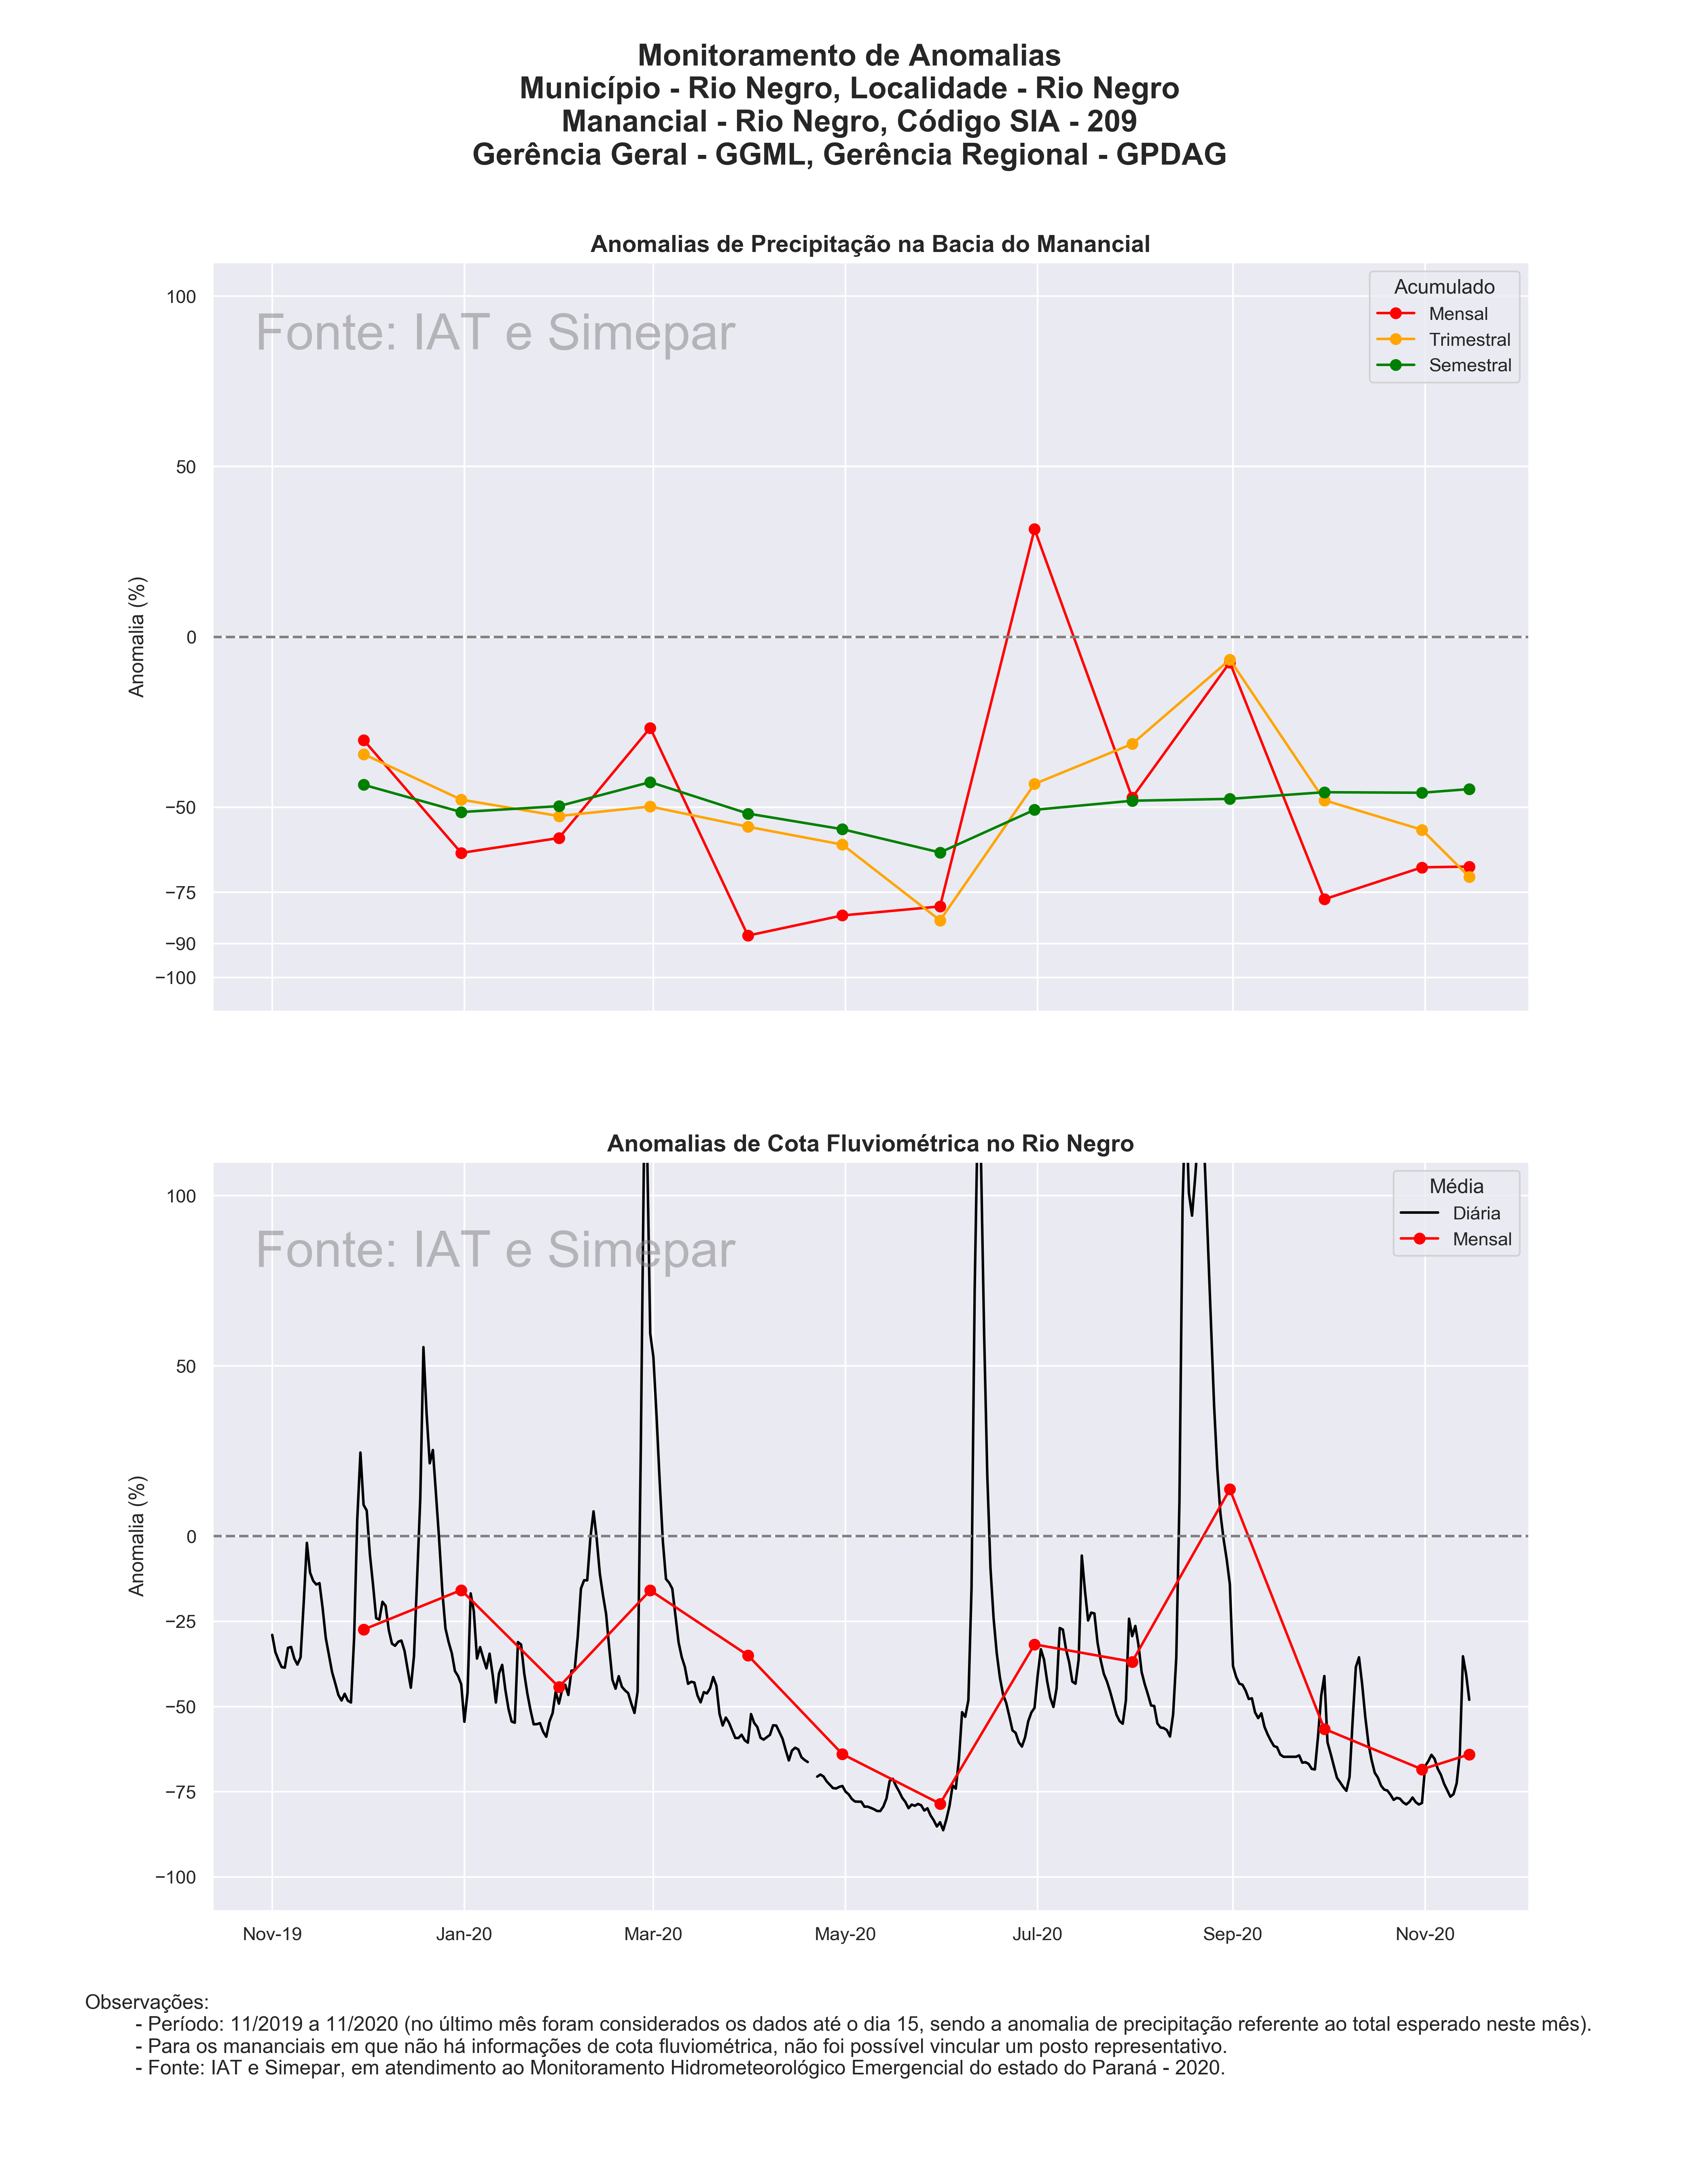 Monitoramento de Anomalias
Município - Rio Negro, Localidade - Rio Negro
Manancial - Rio Negro, Código SIA - 209
Gerência Geral - GGML, Gerência Regional - GPDAG
Anomalias de Precipitação na Bacia do Manancial
Fonte: IAT e Simepar
Acumulado
Mensal
Trimestral
Semestral
Anomalia (%)
100
50
0
−50
−75
−90
−100
Anomalias de Cota Fluviométrica no Rio Negro
Fonte: IAT e Simepar
Média
Diária
Mensal
Anomalia (%)
100
50
0
−25
−50
−75
−100
Nov-19 Jan-20 Mar-20 May-20 Jul-20 Sep-20 Nov-20
Observações:
- Período: 11/2019 a 11/2020 (no último mês foram considerados os dados até o dia 15, sendo a anomalia de precipitação referente ao total esperado neste mês).
- Para os mananciais em que não há informações de cota fluviométrica, não foi possível vincular um posto representativo.
- Fonte: IAT e Simepar, em atendimento ao Monitoramento Hidrometeorológico Emergencial do estado do Paraná - 2020.